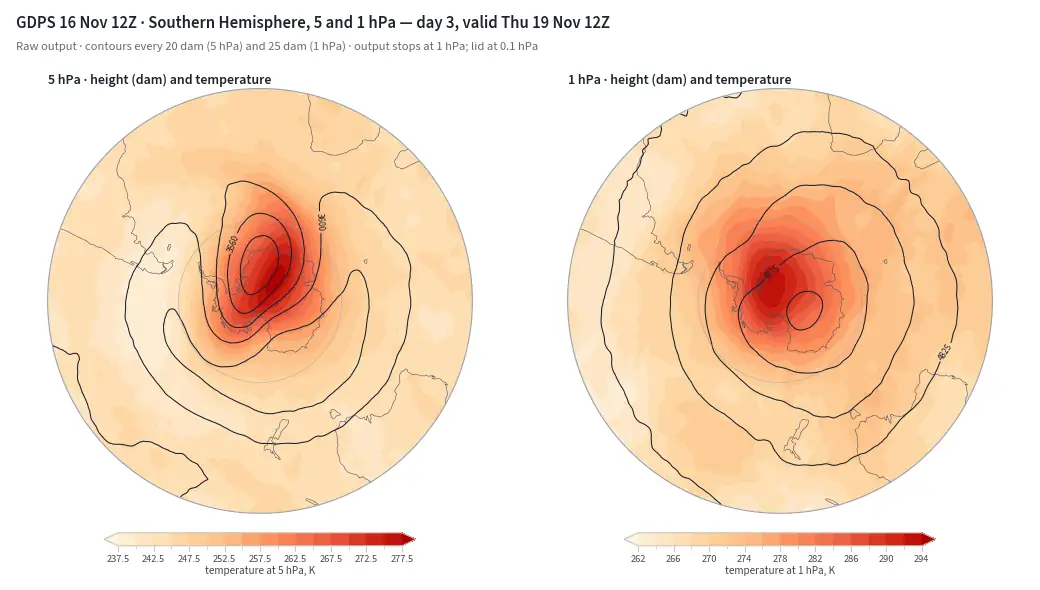 GDPS 16 Nov 12Z · Southern Hemisphere, 5 and 1 hPa — day 3, valid Thu 19 Nov 12Z
Raw output · contours every 20 dam (5 hPa) and 25 dam (1 hPa) · output stops at 1 hPa; lid at 0.1 hPa
5 hPa · height (dam) and temperature
1 hPa · height (dam) and temperature
3600
3560
4825
237.5 242.5 247.5 252.5 257.5 262.5 267.5 272.5 277.5
temperature at 5 hPa, K
262 266 270 274 278 282 286 290 294
temperature at 1 hPa, K